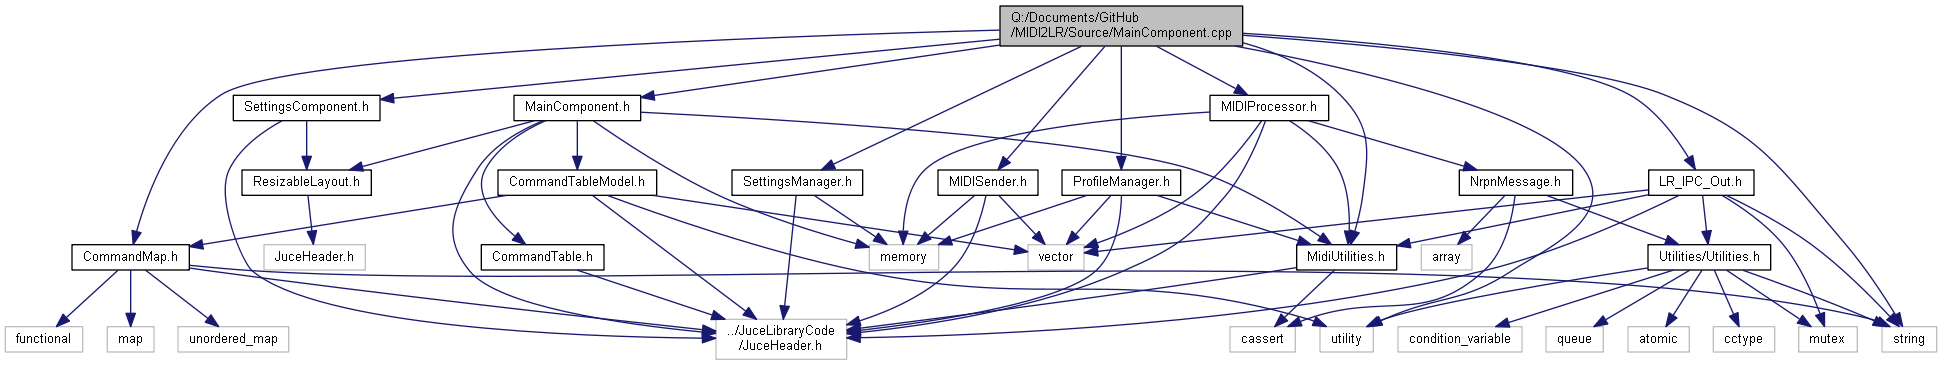 Q:/Documents/GitHub
/MIDI2LR/Source/MainComponent.cpp
SettingsComponent.h
MainComponent.h
MIDIProcessor.h
ResizableLayout.h
CommandTableModel.h
SettingsManager.h
MIDISender.h
ProfileManager.h
NrpnMessage.h
LR_IPC_Out.h
CommandMap.h
JuceHeader.h
CommandTable.h
memory
vector
MidiUtilities.h
array
Utilities/Utilities.h
functional
map
unordered_map
../JuceLibraryCode
/JuceHeader.h
cassert
utility
condition_variable
queue
atomic
cctype
mutex
string